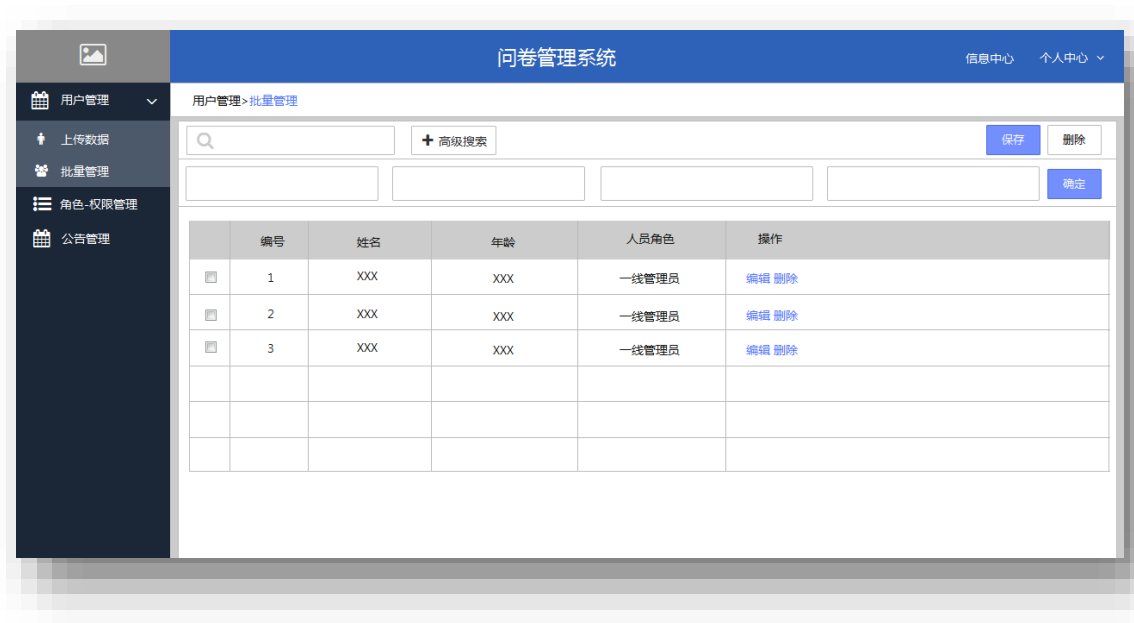 问卷管理系统
信息中心 个人中心
用户管理
用户管理>批量管理
上传数据
批量管理
角色-权限管理
公告管理
高级搜索
保存 删除
确定
编号 姓名 年龄 人员角色 操作
1 XXX XXX 一线管理员 编辑 删除
2 XXX XXX 一线管理员 编辑 删除
3 XXX XXX 一线管理员 编辑 删除